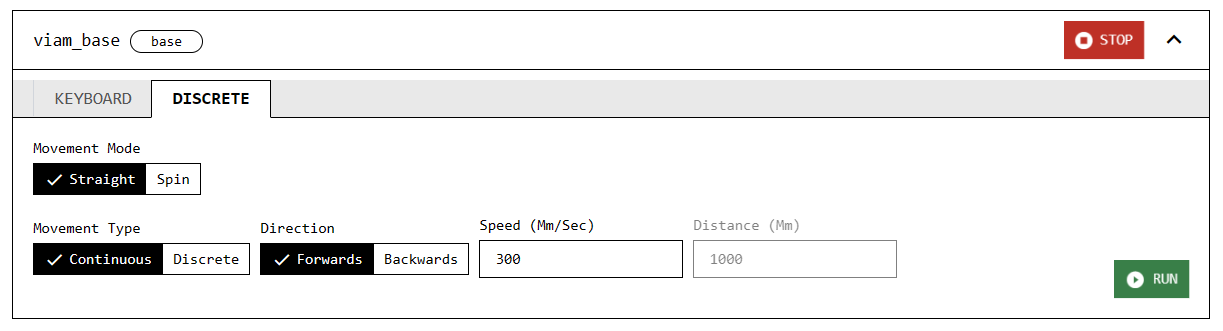 viam_base base STOP
KEYBOARD DISCRETE
Movement Mode
Straight Spin
Movement Type Direction Speed (Mm/Sec) Distance (Mm)
Continuous Discrete Forwards Backwards 300 1000
RUN